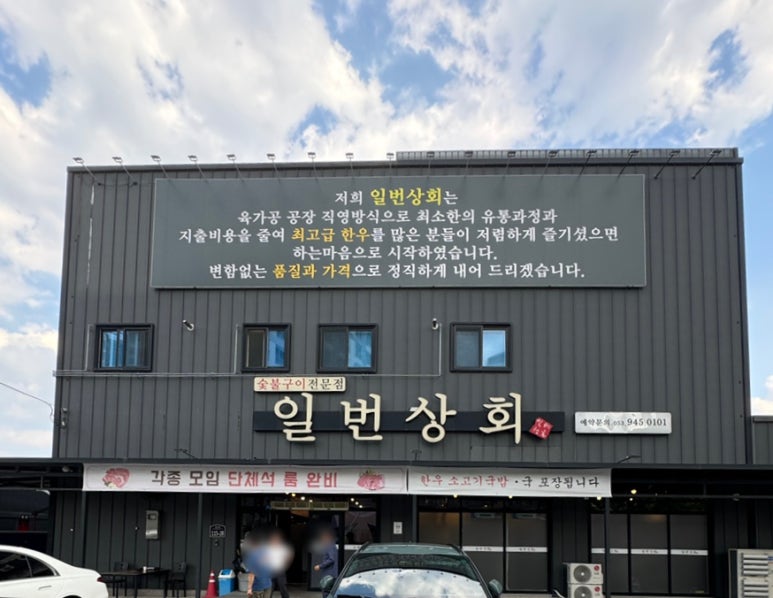 저희 일번상회는
육가공 공장 직영방식으로 최소한의 유통과정과
지출비용을 줄여 최고급 한우를 많은 분들이 저렴하게 즐기셨으면
하는마음으로 시작하였습니다.
변함없는 품질과 가격으로 정직하게 내어 드리겠습니다.
숯불구이전문점
일번상회
예약문의.053.945.0101
각종 모임 단체석 룸 완비
한우 소고기국밥·국 포장됩니다